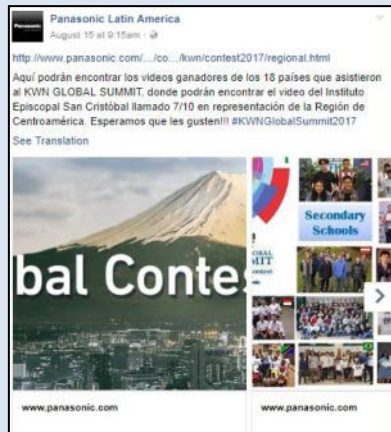 Panasonic Latin America
August 15 at 9:15am ·
http://www.panasonic.com/.../co.../kwn/contest2017/regional.html
Aquí podrán encontrar los videos ganadores de los 18 países que asistieron
al KWN GLOBAL SUMMIT, donde podrán encontrar el video del Instituto
Episcopal San Cristóbal llamado 7/10 en representación de la Región de
Centroamérica. Esperamos que les gusten!!! #KWNGlobalSummit2017
See Translation
bal Contes
Secondary
Schools
MIT
www.panasonic.com
www.panasonic.com